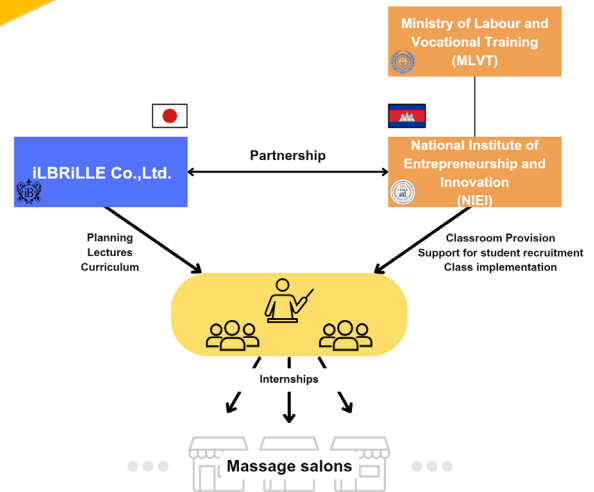 Ministry of Labour and
Vocational Training
(MLVT)
iLBRiLLE Co.,Ltd.
Partnership
National Institute of
Entrepreneurship and
Innovation
(NIEI)
Planning
Lectures
Curriculum
Classroom Provision
Support for student recruitment
Class implementation
Internships
Massage salons